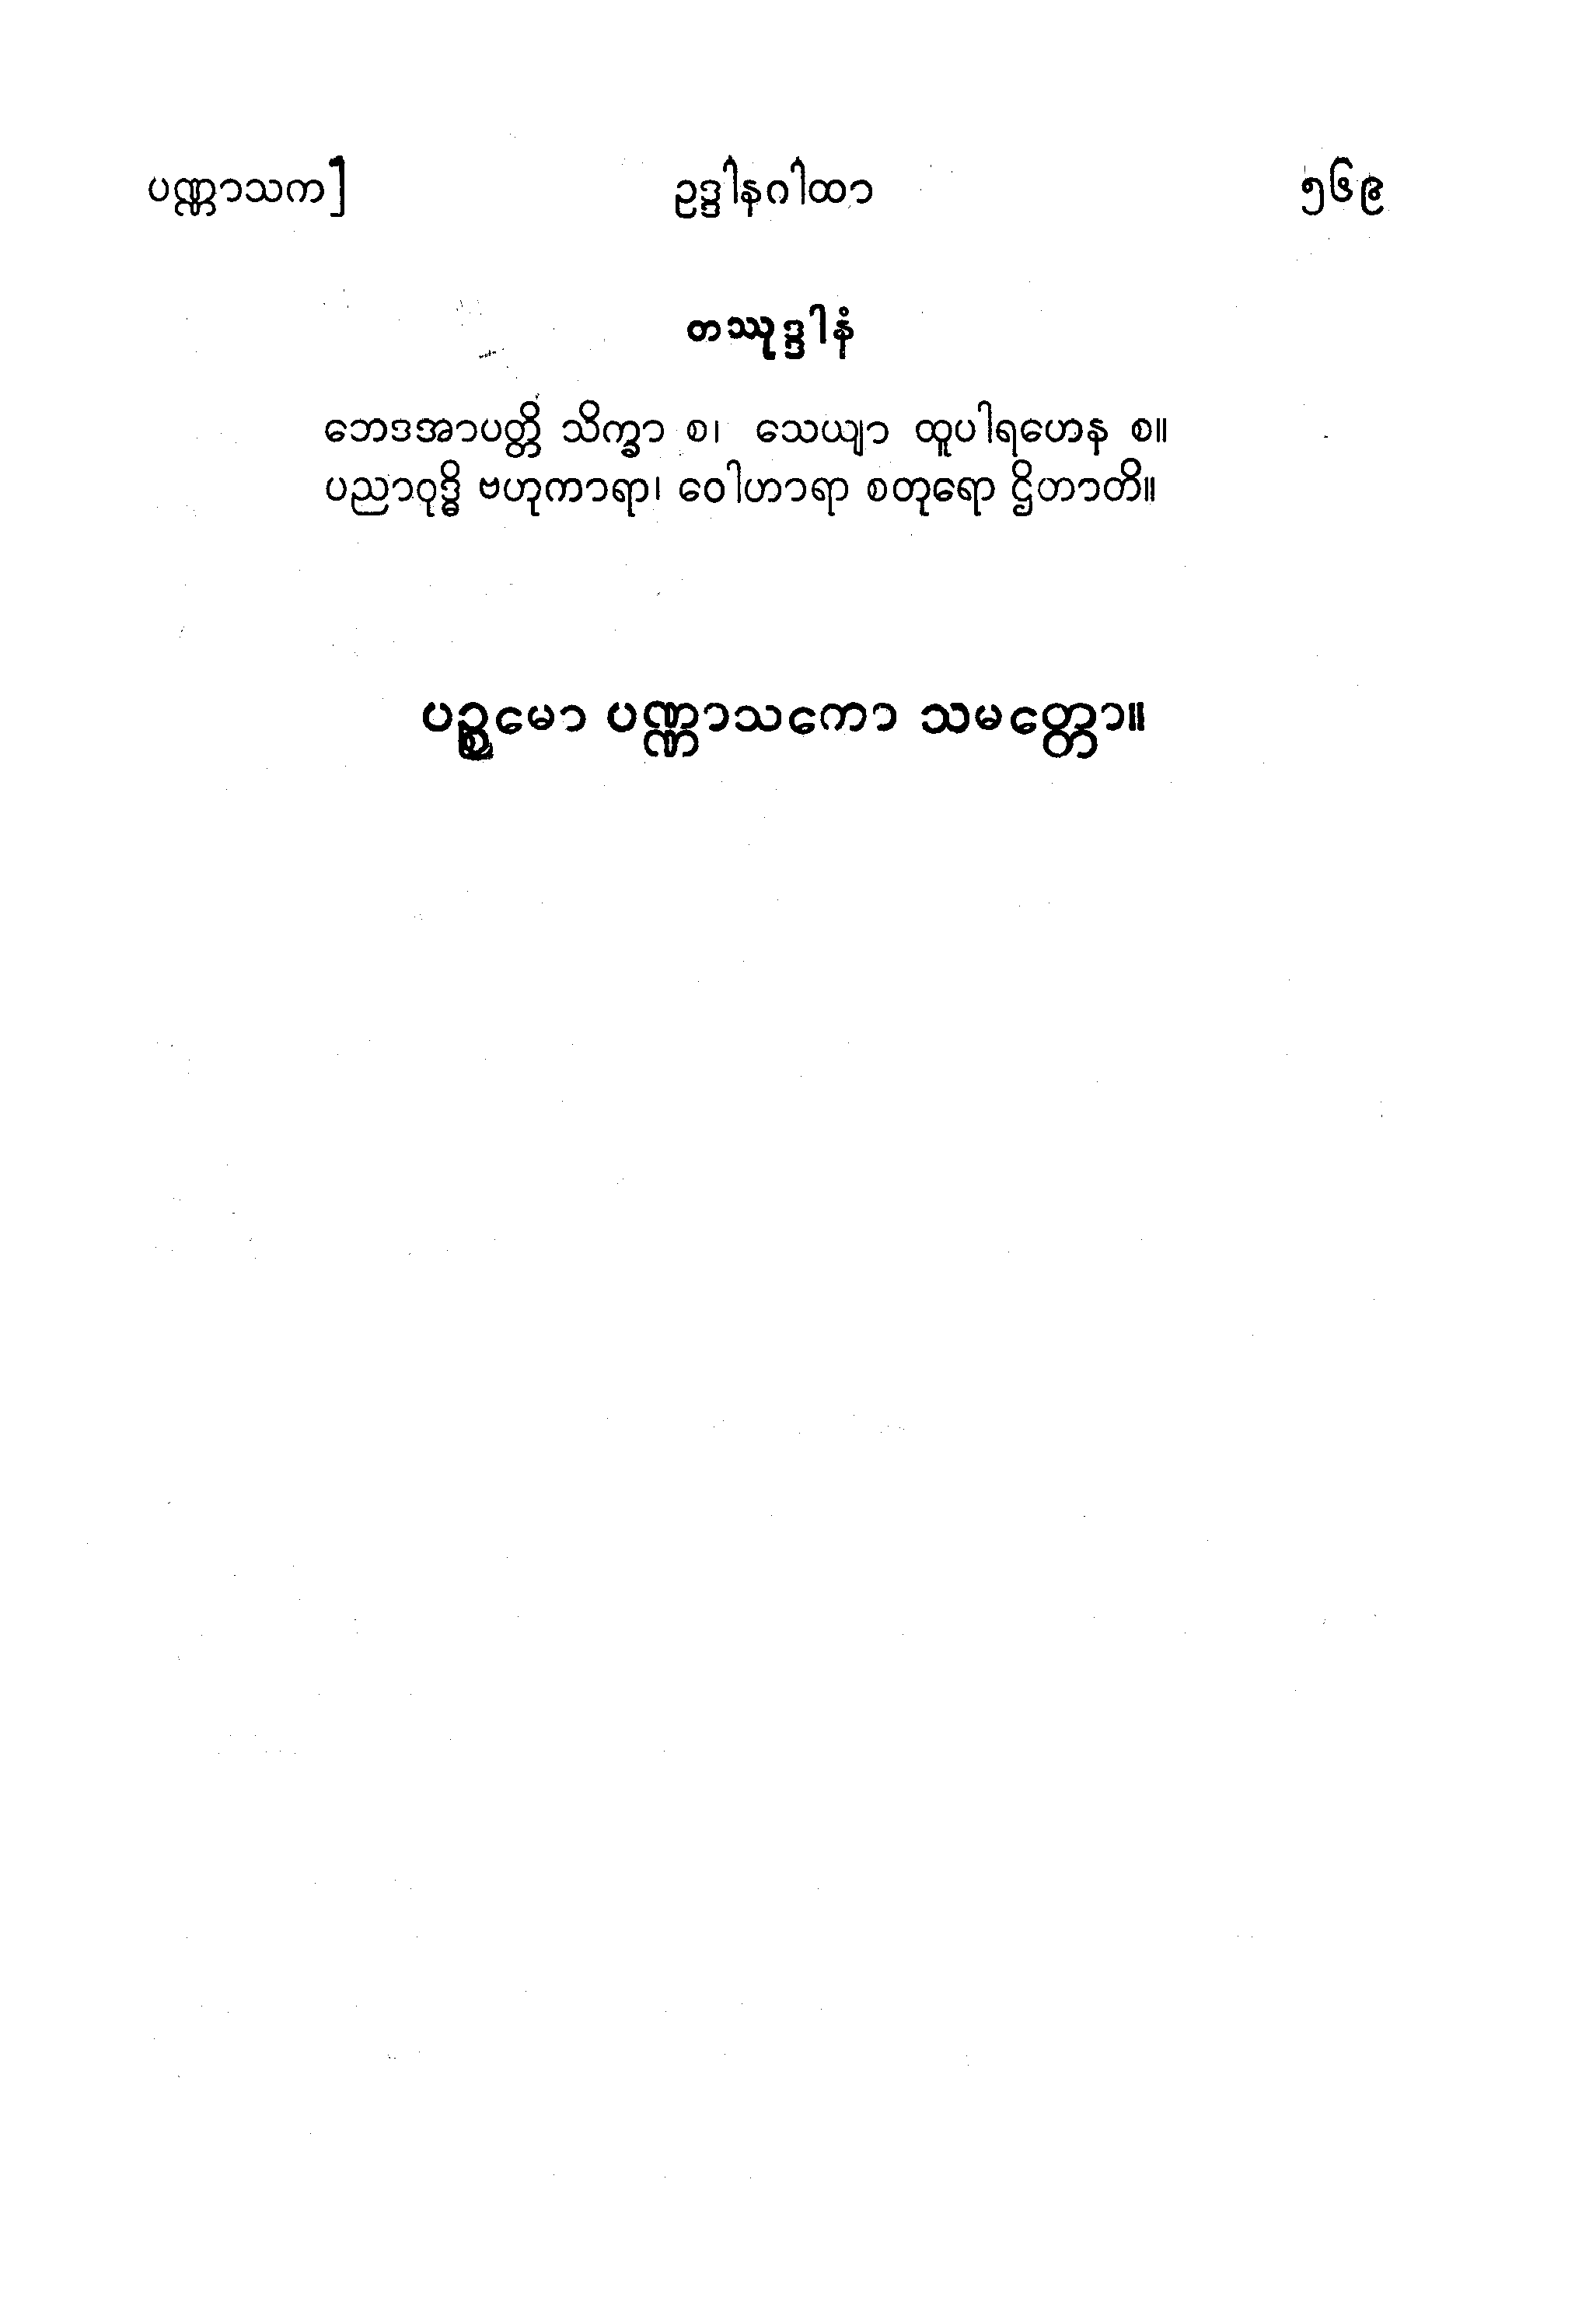 ပဏ္ဏာသက]	ဥဒ္ဒါနဂါထာ	၅၆၉
တဿုဒ္ဒါနံ
ဘေဒအာပတ္တိ သိက္ခာ စ၊ သေယျာ ထူပါရဟေန စ။
ပညာဝုဒ္ဓိ ဗဟုကာရာ၊ ဝေါဟာရာ စတုရော ဌိတာတိ။
ပဉ္စမော ပဏ္ဏာသကော သမတ္တော။